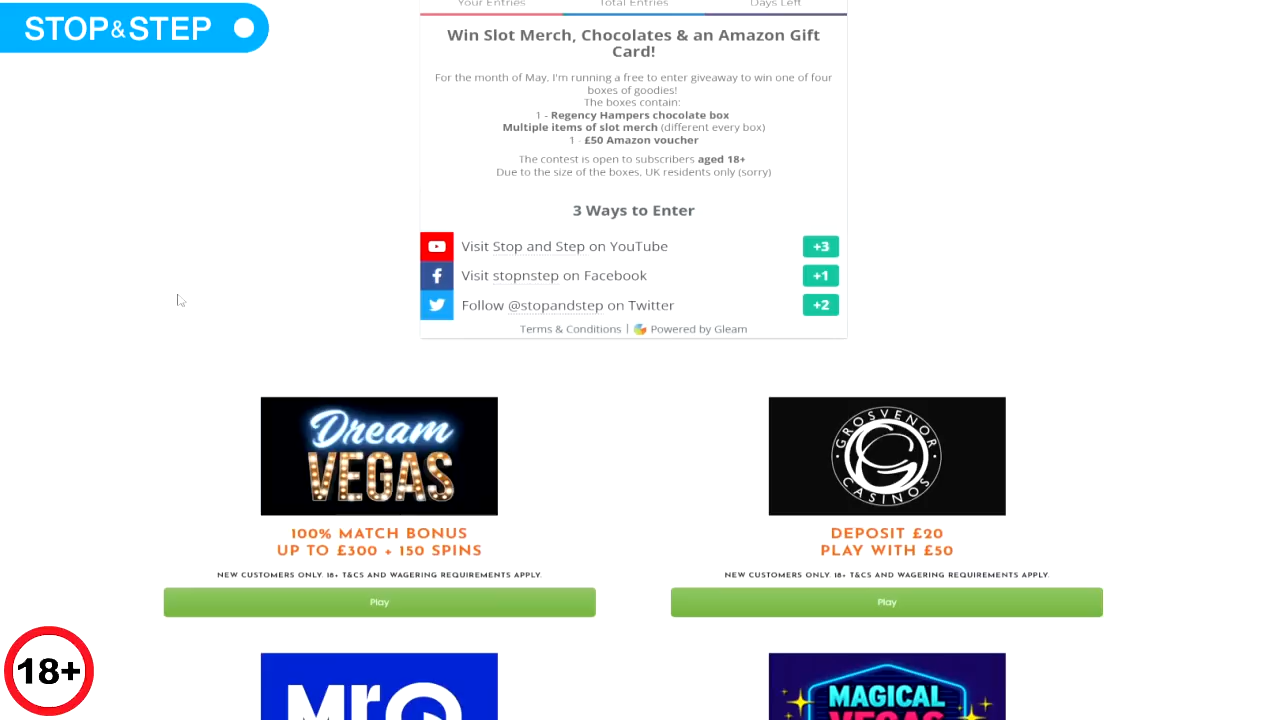 Your Entries Total Entries Days Left
STOP&STEP
Win Slot Merch, Chocolates & an Amazon Gift
Card!
For the month of May, I'm running a free to enter giveaway to win one of four
boxes of goodies!
The boxes contain:
1 - Regency Hampers chocolate box
Multiple items of slot merch (different every box)
1 - £50 Amazon voucher
The contest is open to subscribers aged 18+
Due to the size of the boxes, UK residents only (sorry)
3 Ways to Enter
Visit Stop and Step on YouTube +3
Visit stopnstep on Facebook +1
Follow @stopandstep on Twitter +2
Terms & Conditions | Powered by Gleam
Dream
VEGAS
GROSVENOR
G
CASINOS
100% MATCH BONUS
UP TO £300 + 150 SPINS
DEPOSIT £20
PLAY WITH £50
NEW CUSTOMERS ONLY. 18+ T&CS AND WAGERING REQUIREMENTS APPLY.
NEW CUSTOMERS ONLY. 18+ T&CS AND WAGERING REQUIREMENTS APPLY.
Play
Play
18+
MrQ
MAGICAL
VEGAS